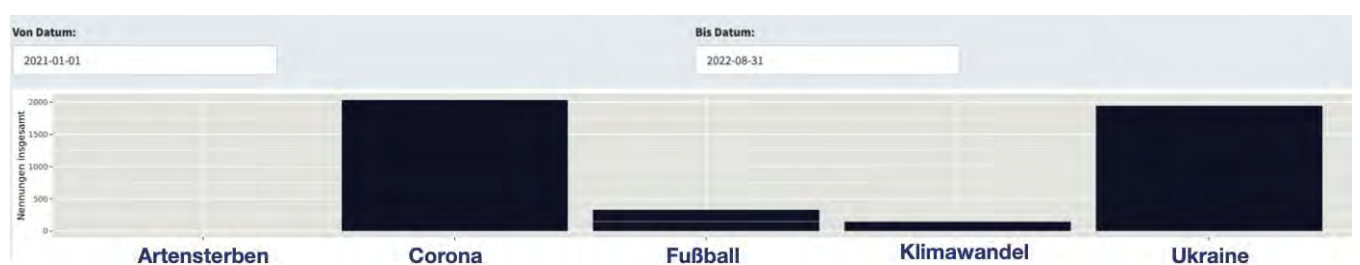 Von Datum:
Bis Datum:
2021-01-01
2022-08-31
Nennungen insgesamt
2000
1500
1000
500
0
Artensterben
Corona
Fußball
Klimawandel
Ukraine